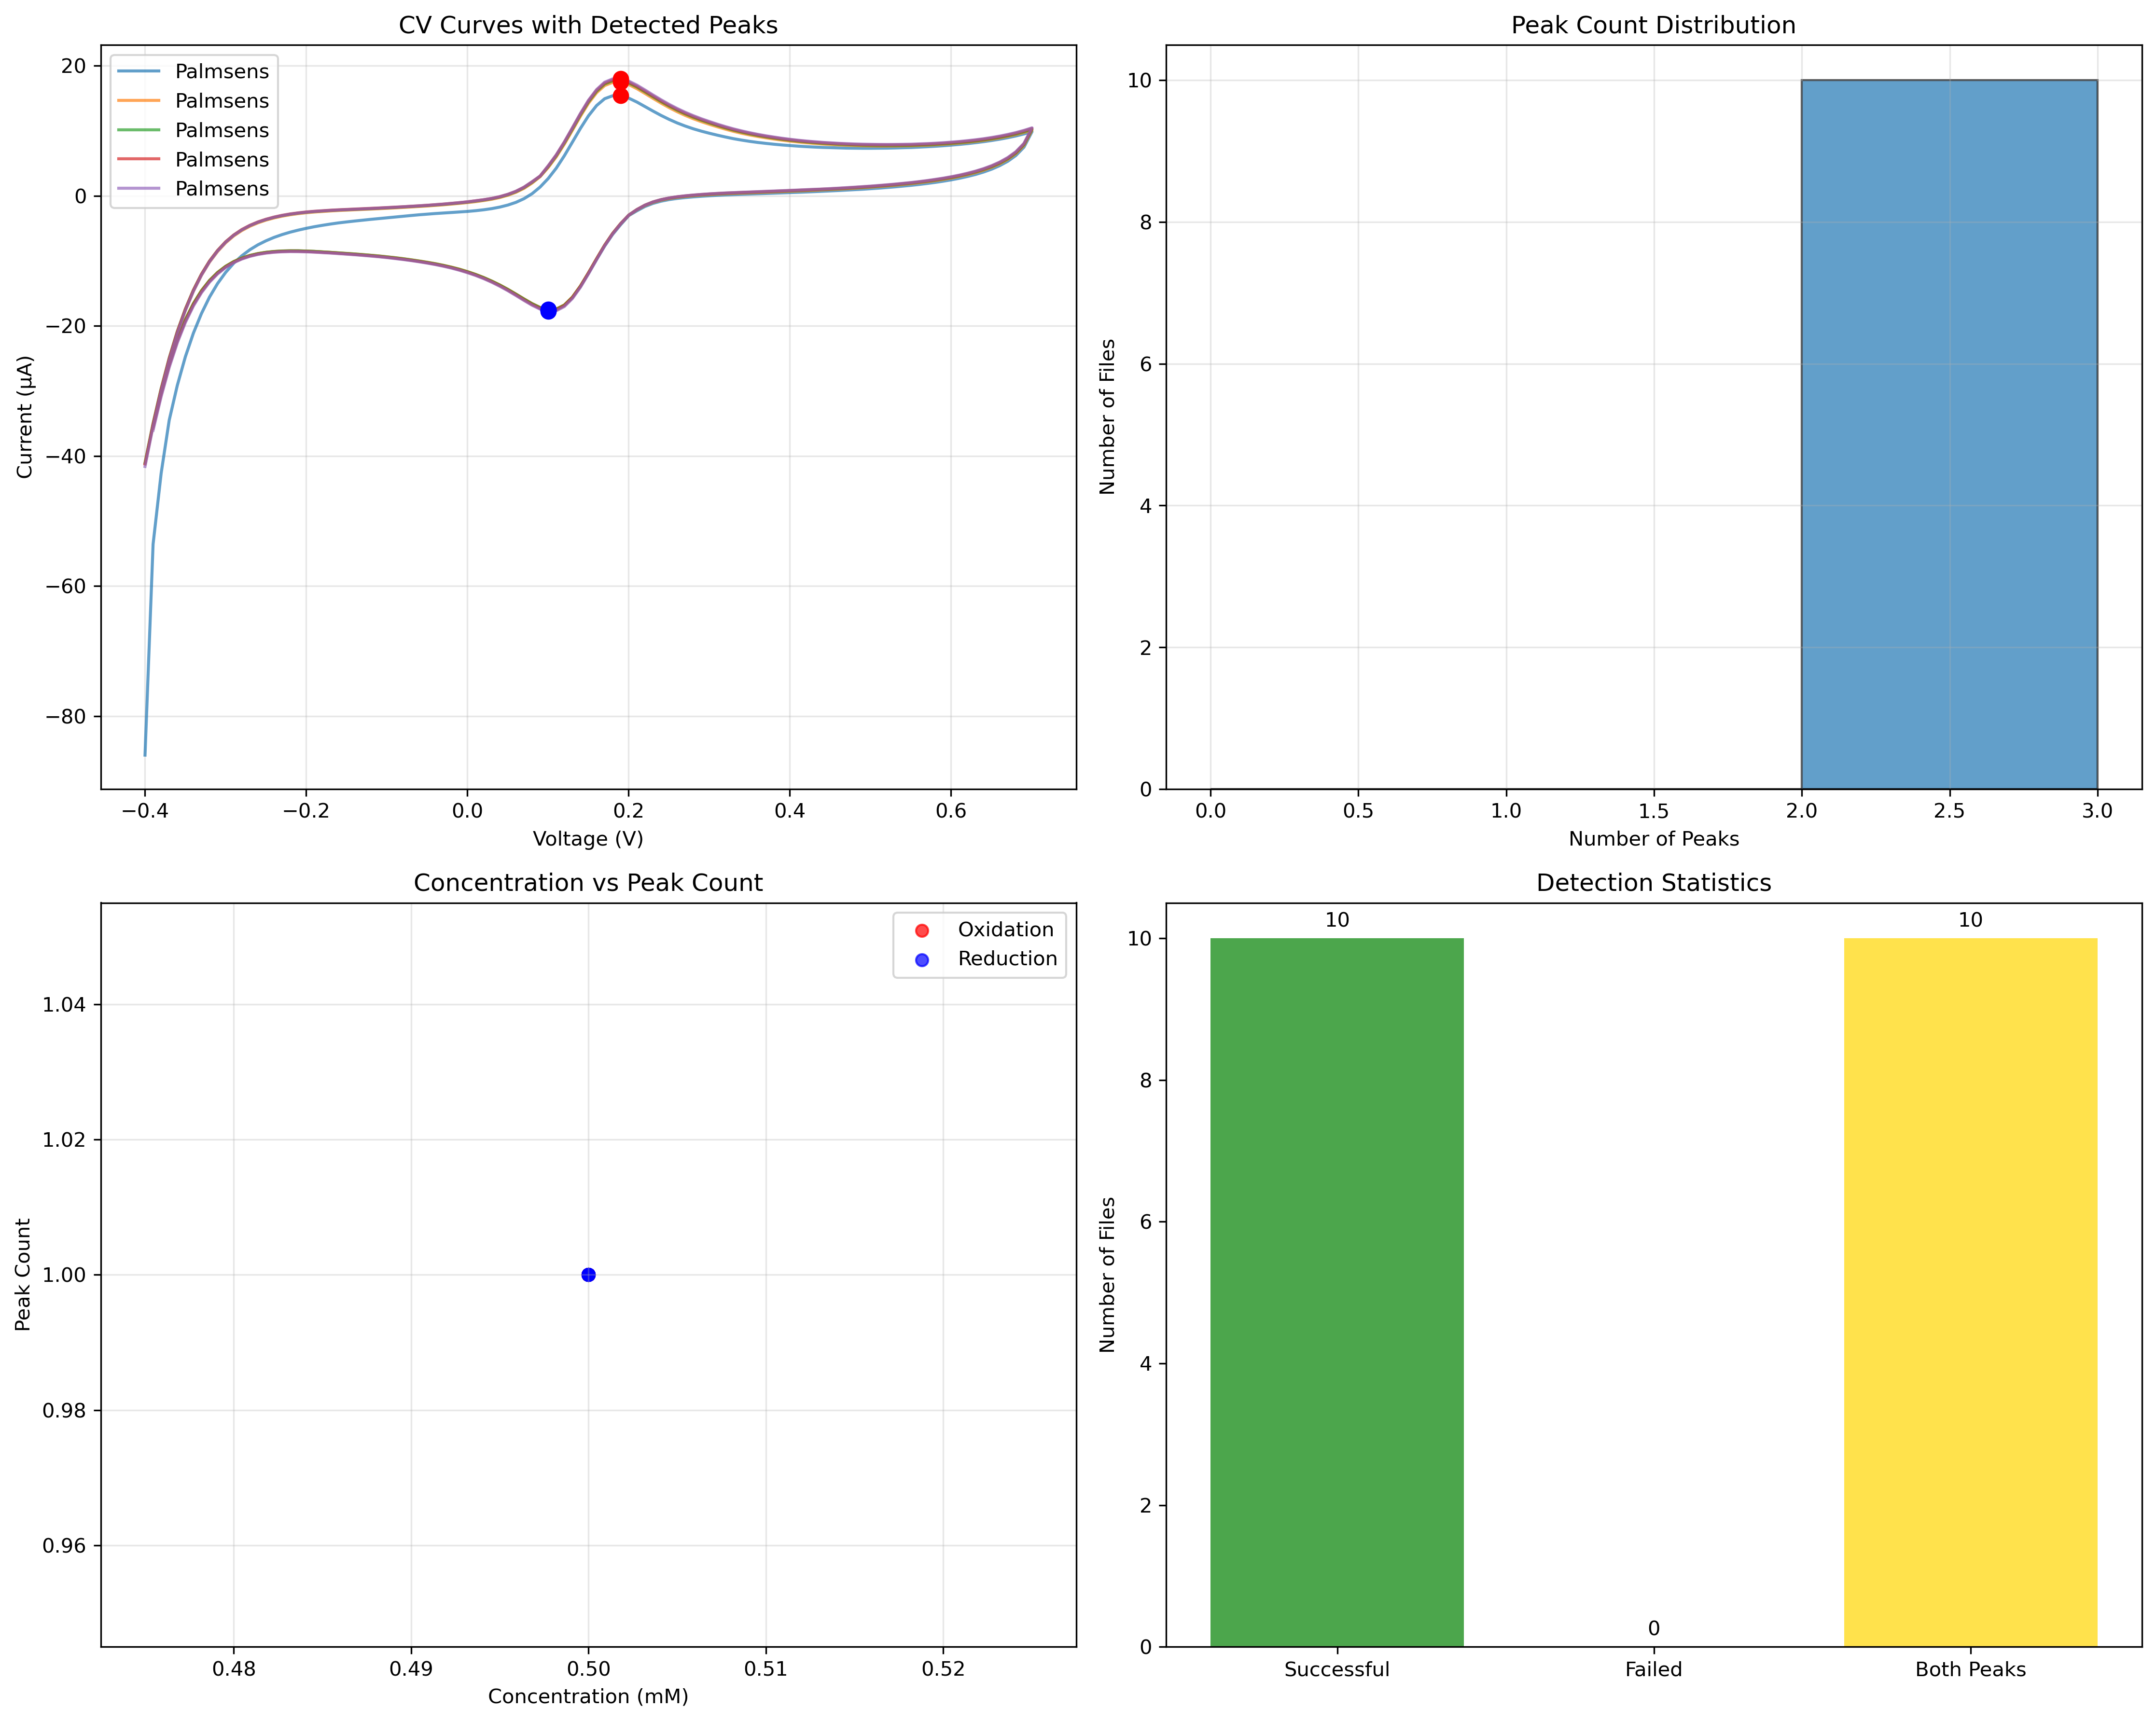 CV Curves with Detected Peaks
Palmsens
Palmsens
Palmsens
Palmsens
Palmsens
20
0
−20
−40
−60
−80
Current (μA)
−0.4 −0.2 0.0 0.2 0.4 0.6
Voltage (V)
Peak Count Distribution
10
8
6
4
2
0
Number of Files
0.0 0.5 1.0 1.5 2.0 2.5 3.0
Number of Peaks
Concentration vs Peak Count
Oxidation
Reduction
1.04
1.02
1.00
0.98
0.96
Peak Count
0.48 0.49 0.50 0.51 0.52
Concentration (mM)
Detection Statistics
10 10
0
10
8
6
4
2
0
Number of Files
Successful Failed Both Peaks